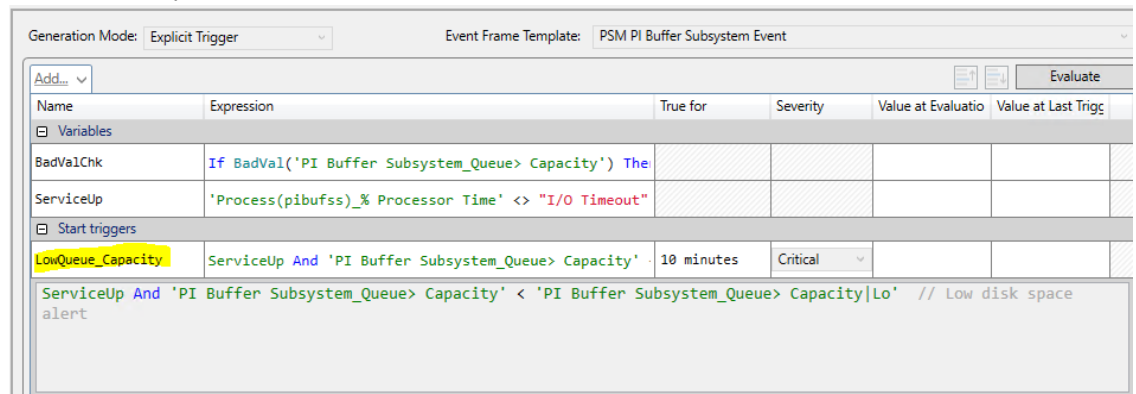 Generation Mode: Explicit Trigger Event Frame Template: PSM PI Buffer Subsystem Event
Add... Evaluate
Name Expression True for Severity Value at Evaluatio Value at Last Trigg
Variables
BadValChk If BadVal('PI Buffer Subsystem_Queue> Capacity') The
ServiceUp 'Process(pibufss)_% Processor Time' <> "I/O Timeout"
Start triggers
LowQueue_Capacity ServiceUp And 'PI Buffer Subsystem_Queue> Capacity' 10 minutes Critical
ServiceUp And 'PI Buffer Subsystem_Queue> Capacity' < 'PI Buffer Subsystem_Queue> Capacity|Lo' // Low disk space
alert